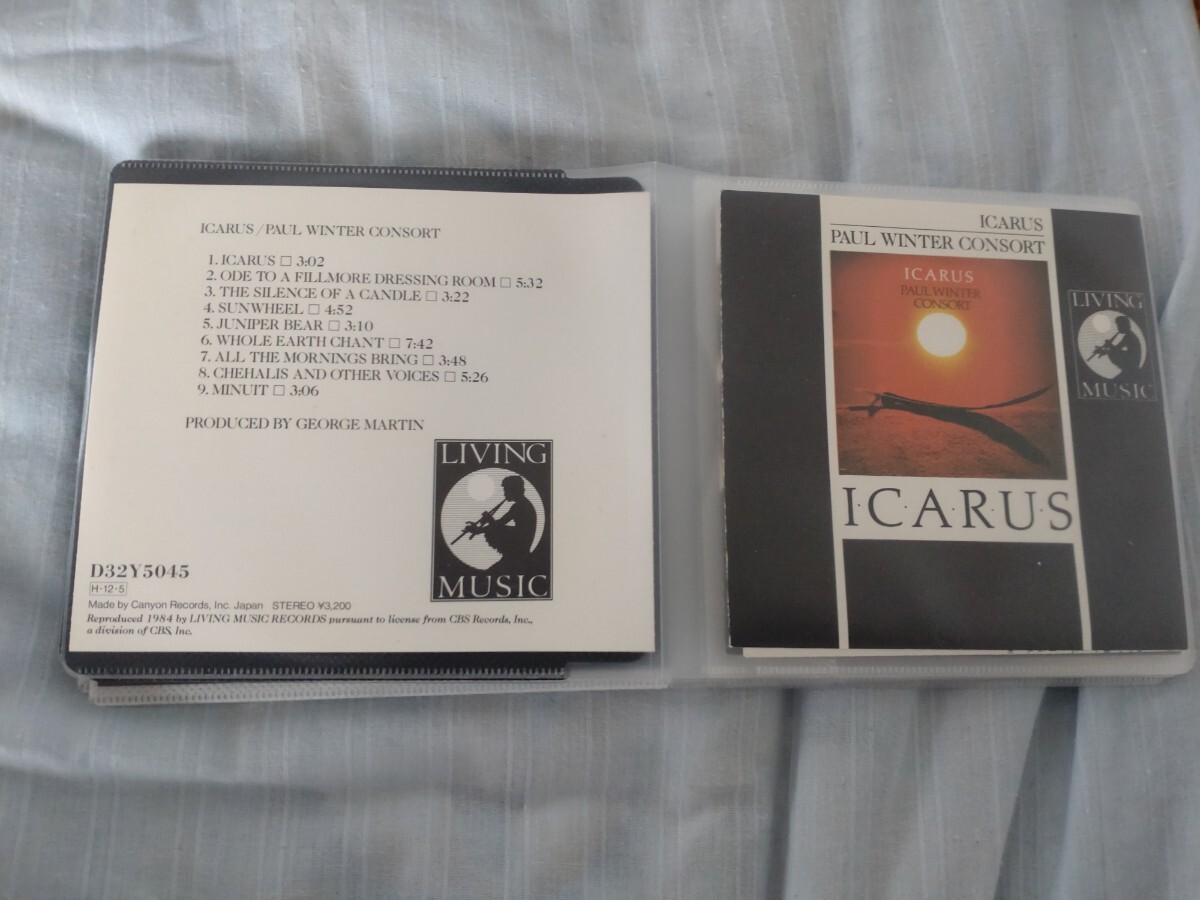 ICARUS/PAUL WINTER CONSORT
1. ICARUS □ 3:02
2. ODE TO A FILLMORE DRESSING ROOM □ 5:32
3. THE SILENCE OF A CANDLE □ 3:22
4. SUNWHEEL □ 4:52
5. JUNIPER BEAR □ 3:10
6. WHOLE EARTH CHANT □ 7:42
7. ALL THE MORNINGS BRING □ 3:48
8. CHEHALIS AND OTHER VOICES □ 5:26
9. MINUIT □ 3:06
PRODUCED BY GEORGE MARTIN
LIVING
MUSIC
D32Y5045
H·12·5
Made by Canyon Records, Inc. Japan STEREO ¥3,200
Reproduced 1984 by LIVING MUSIC RECORDS pursuant to license from CBS Records, Inc.,
a division of CBS, Inc.
ICARUS
PAUL WINTER CONSORT
ICARUS
PAUL WINTER
CONSORT
I·C·A·R·U·S
LIVING
MUSIC